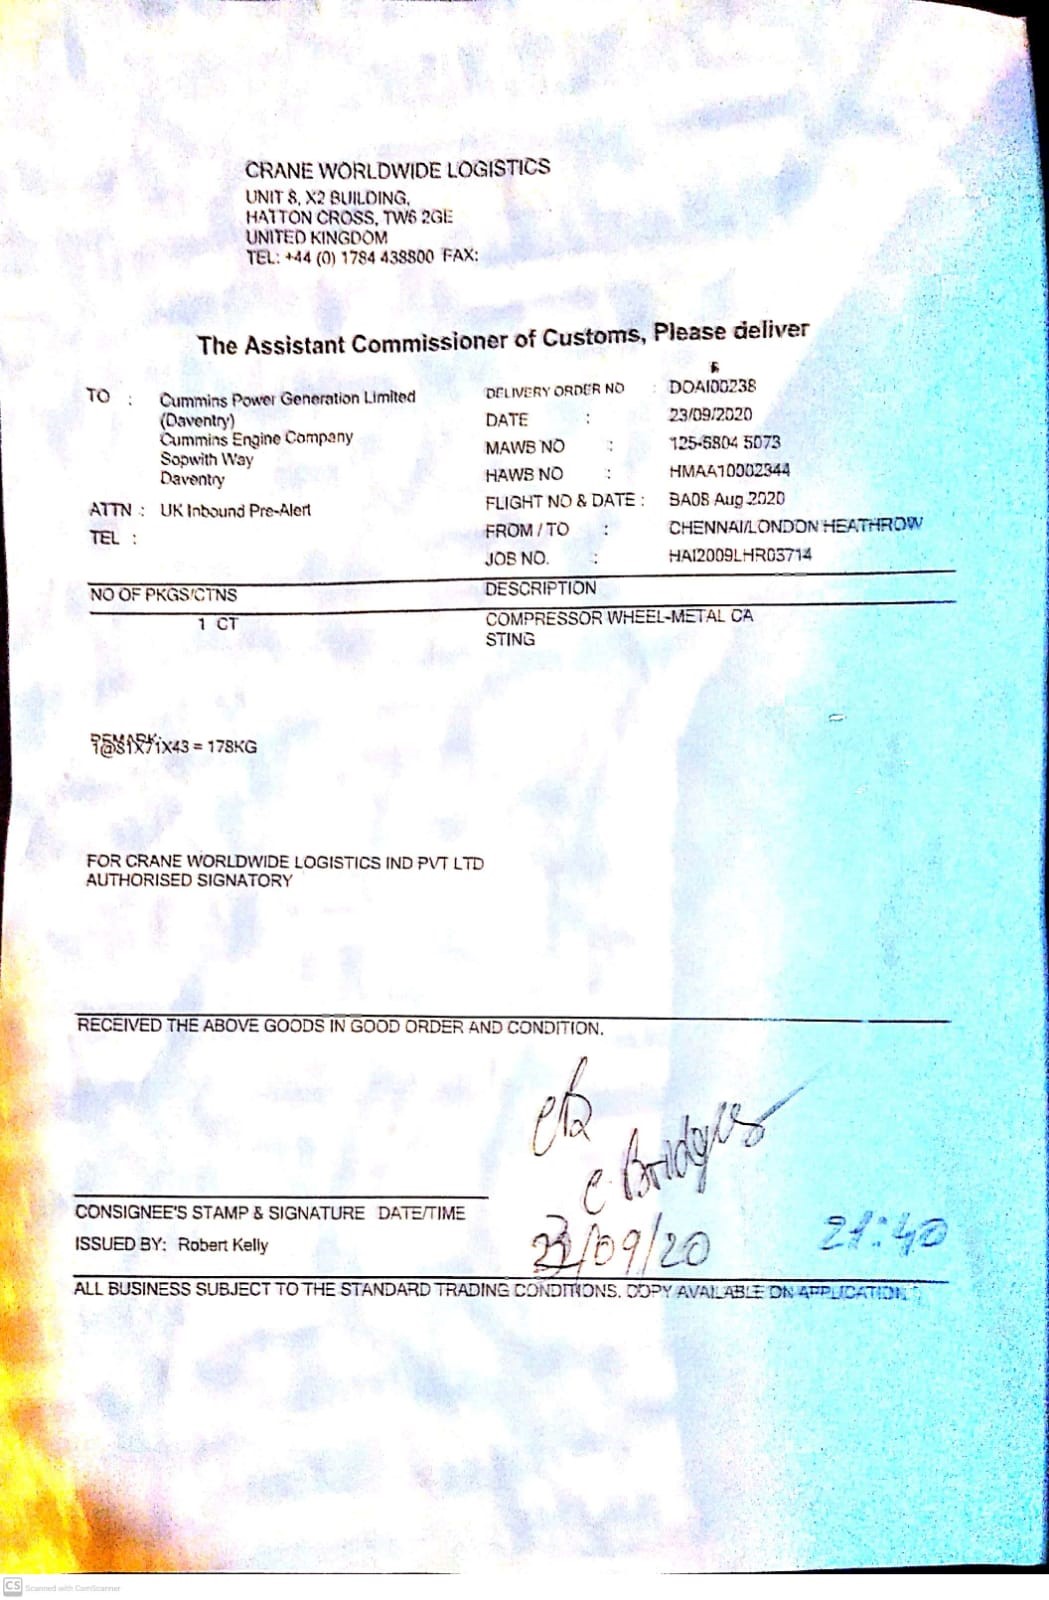 CRANE WORLDWIDE LOGISTICS
UNIT 8, X2 BUILDING,
HATTON CROSS, TW6 2GE
UNITED KINGDOM
TEL: +44 (0) 1784 438800 FAX:
The Assistant Commissioner of Customs, Please deliver
TO : Cummins Power Generation Limited
(Daventry)
Cummins Engine Company
Sopwith Way
Daventry
ATTN : UK Inbound Pre-Alert
TEL :
DELIVERY ORDER NO : DOAI00238
DATE : 23/09/2020
MAWB NO : 125-5804 5073
HAWB NO : HMAA10002344
FLIGHT NO & DATE : BA08 Aug 2020
FROM / TO : CHENNAI/LONDON HEATHROW
JOB NO. : HAI2009LHR03714
NO OF PKGS/CTNS DESCRIPTION
1 CT COMPRESSOR WHEEL-METAL CA
STING
REMARK:
1@81X71X43 = 178KG
FOR CRANE WORLDWIDE LOGISTICS IND PVT LTD
AUTHORISED SIGNATORY
RECEIVED THE ABOVE GOODS IN GOOD ORDER AND CONDITION.
C Bridges
CONSIGNEE'S STAMP & SIGNATURE DATE/TIME
23/09/20 21:40
ISSUED BY: Robert Kelly
ALL BUSINESS SUBJECT TO THE STANDARD TRADING CONDITIONS. COPY AVAILABLE ON APPLICATION.
CS Scanned with CamScanner